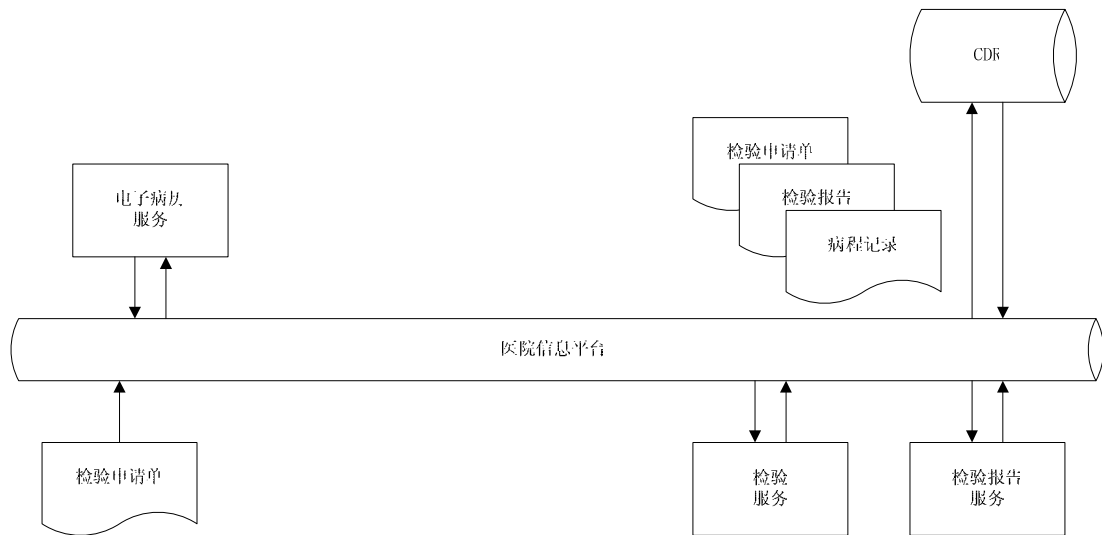 CDR
检验申请单
检验报告
病程记录
电子病历
服务
医院信息平台
检验申请单
检验
服务
检验报告
服务